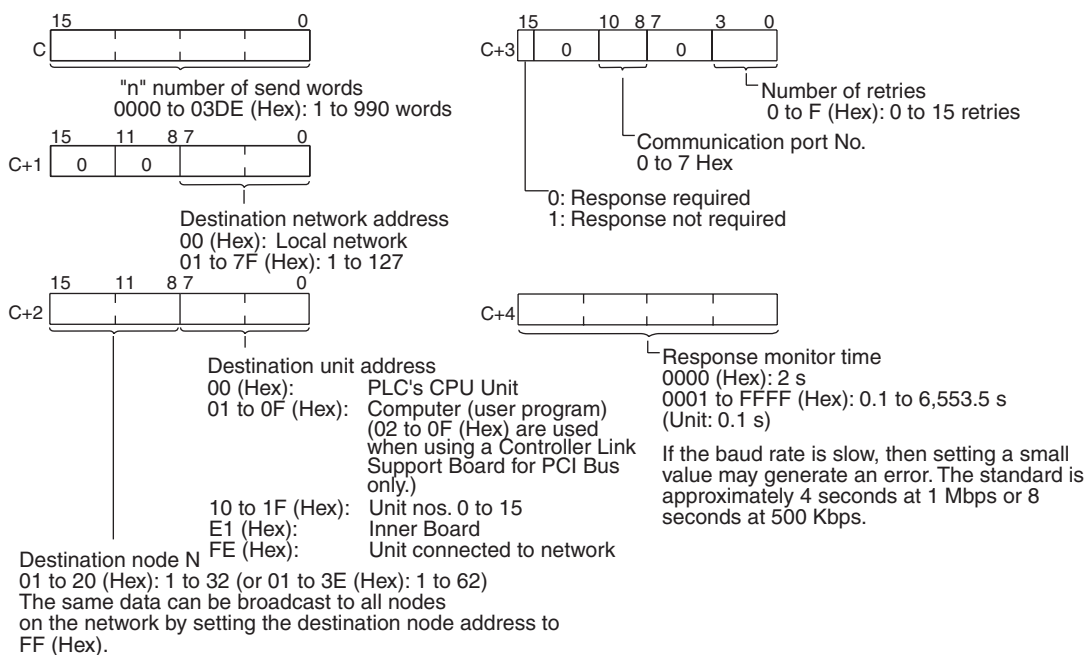 15 0
C
"n" number of send words
0000 to 03DE (Hex): 1 to 990 words
15 11 8 7 0
C+1 0 0
Destination network address
00 (Hex): Local network
01 to 7F (Hex): 1 to 127
15 11 8 7 0
C+2
Destination unit address
00 (Hex): PLC's CPU Unit
01 to 0F (Hex): Computer (user program)
(02 to 0F (Hex) are used
when using a Controller Link
Support Board for PCI Bus
only.)
10 to 1F (Hex): Unit nos. 0 to 15
E1 (Hex): Inner Board
FE (Hex): Unit connected to network
Destination node N
01 to 20 (Hex): 1 to 32 (or 01 to 3E (Hex): 1 to 62)
The same data can be broadcast to all nodes
on the network by setting the destination node address to
FF (Hex).
15 10 8 7 3 0
C+3 0 0
Number of retries
0 to F (Hex): 0 to 15 retries
Communication port No.
0 to 7 Hex
0: Response required
1: Response not required
C+4
Response monitor time
0000 (Hex): 2 s
0001 to FFFF (Hex): 0.1 to 6,553.5 s
(Unit: 0.1 s)
If the baud rate is slow, then setting a small
value may generate an error. The standard is
approximately 4 seconds at 1 Mbps or 8
seconds at 500 Kbps.